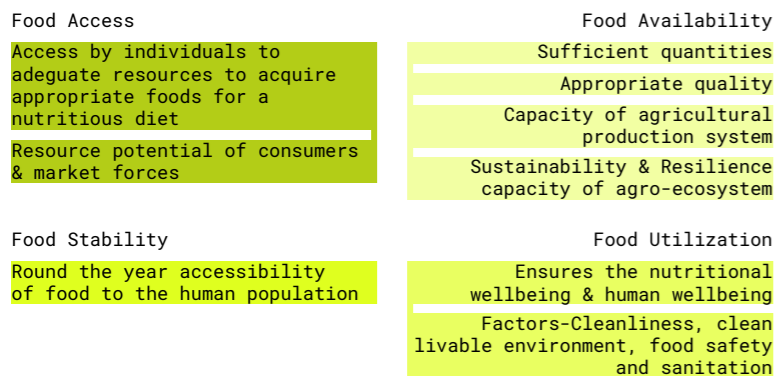 Food Access
Access by individuals to
adeguate resources to acquire
appropriate foods for a
nutritious diet
Resource potential of consumers
& market forces
Food Availability
Sufficient quantities
Appropriate quality
Capacity of agricultural
production system
Sustainability & Resilience
capacity of agro-ecosystem
Food Stability
Round the year accessibility
of food to the human population
Food Utilization
Ensures the nutritional
wellbeing & human wellbeing
Factors-Cleanliness, clean
livable environment, food safety
and sanitation